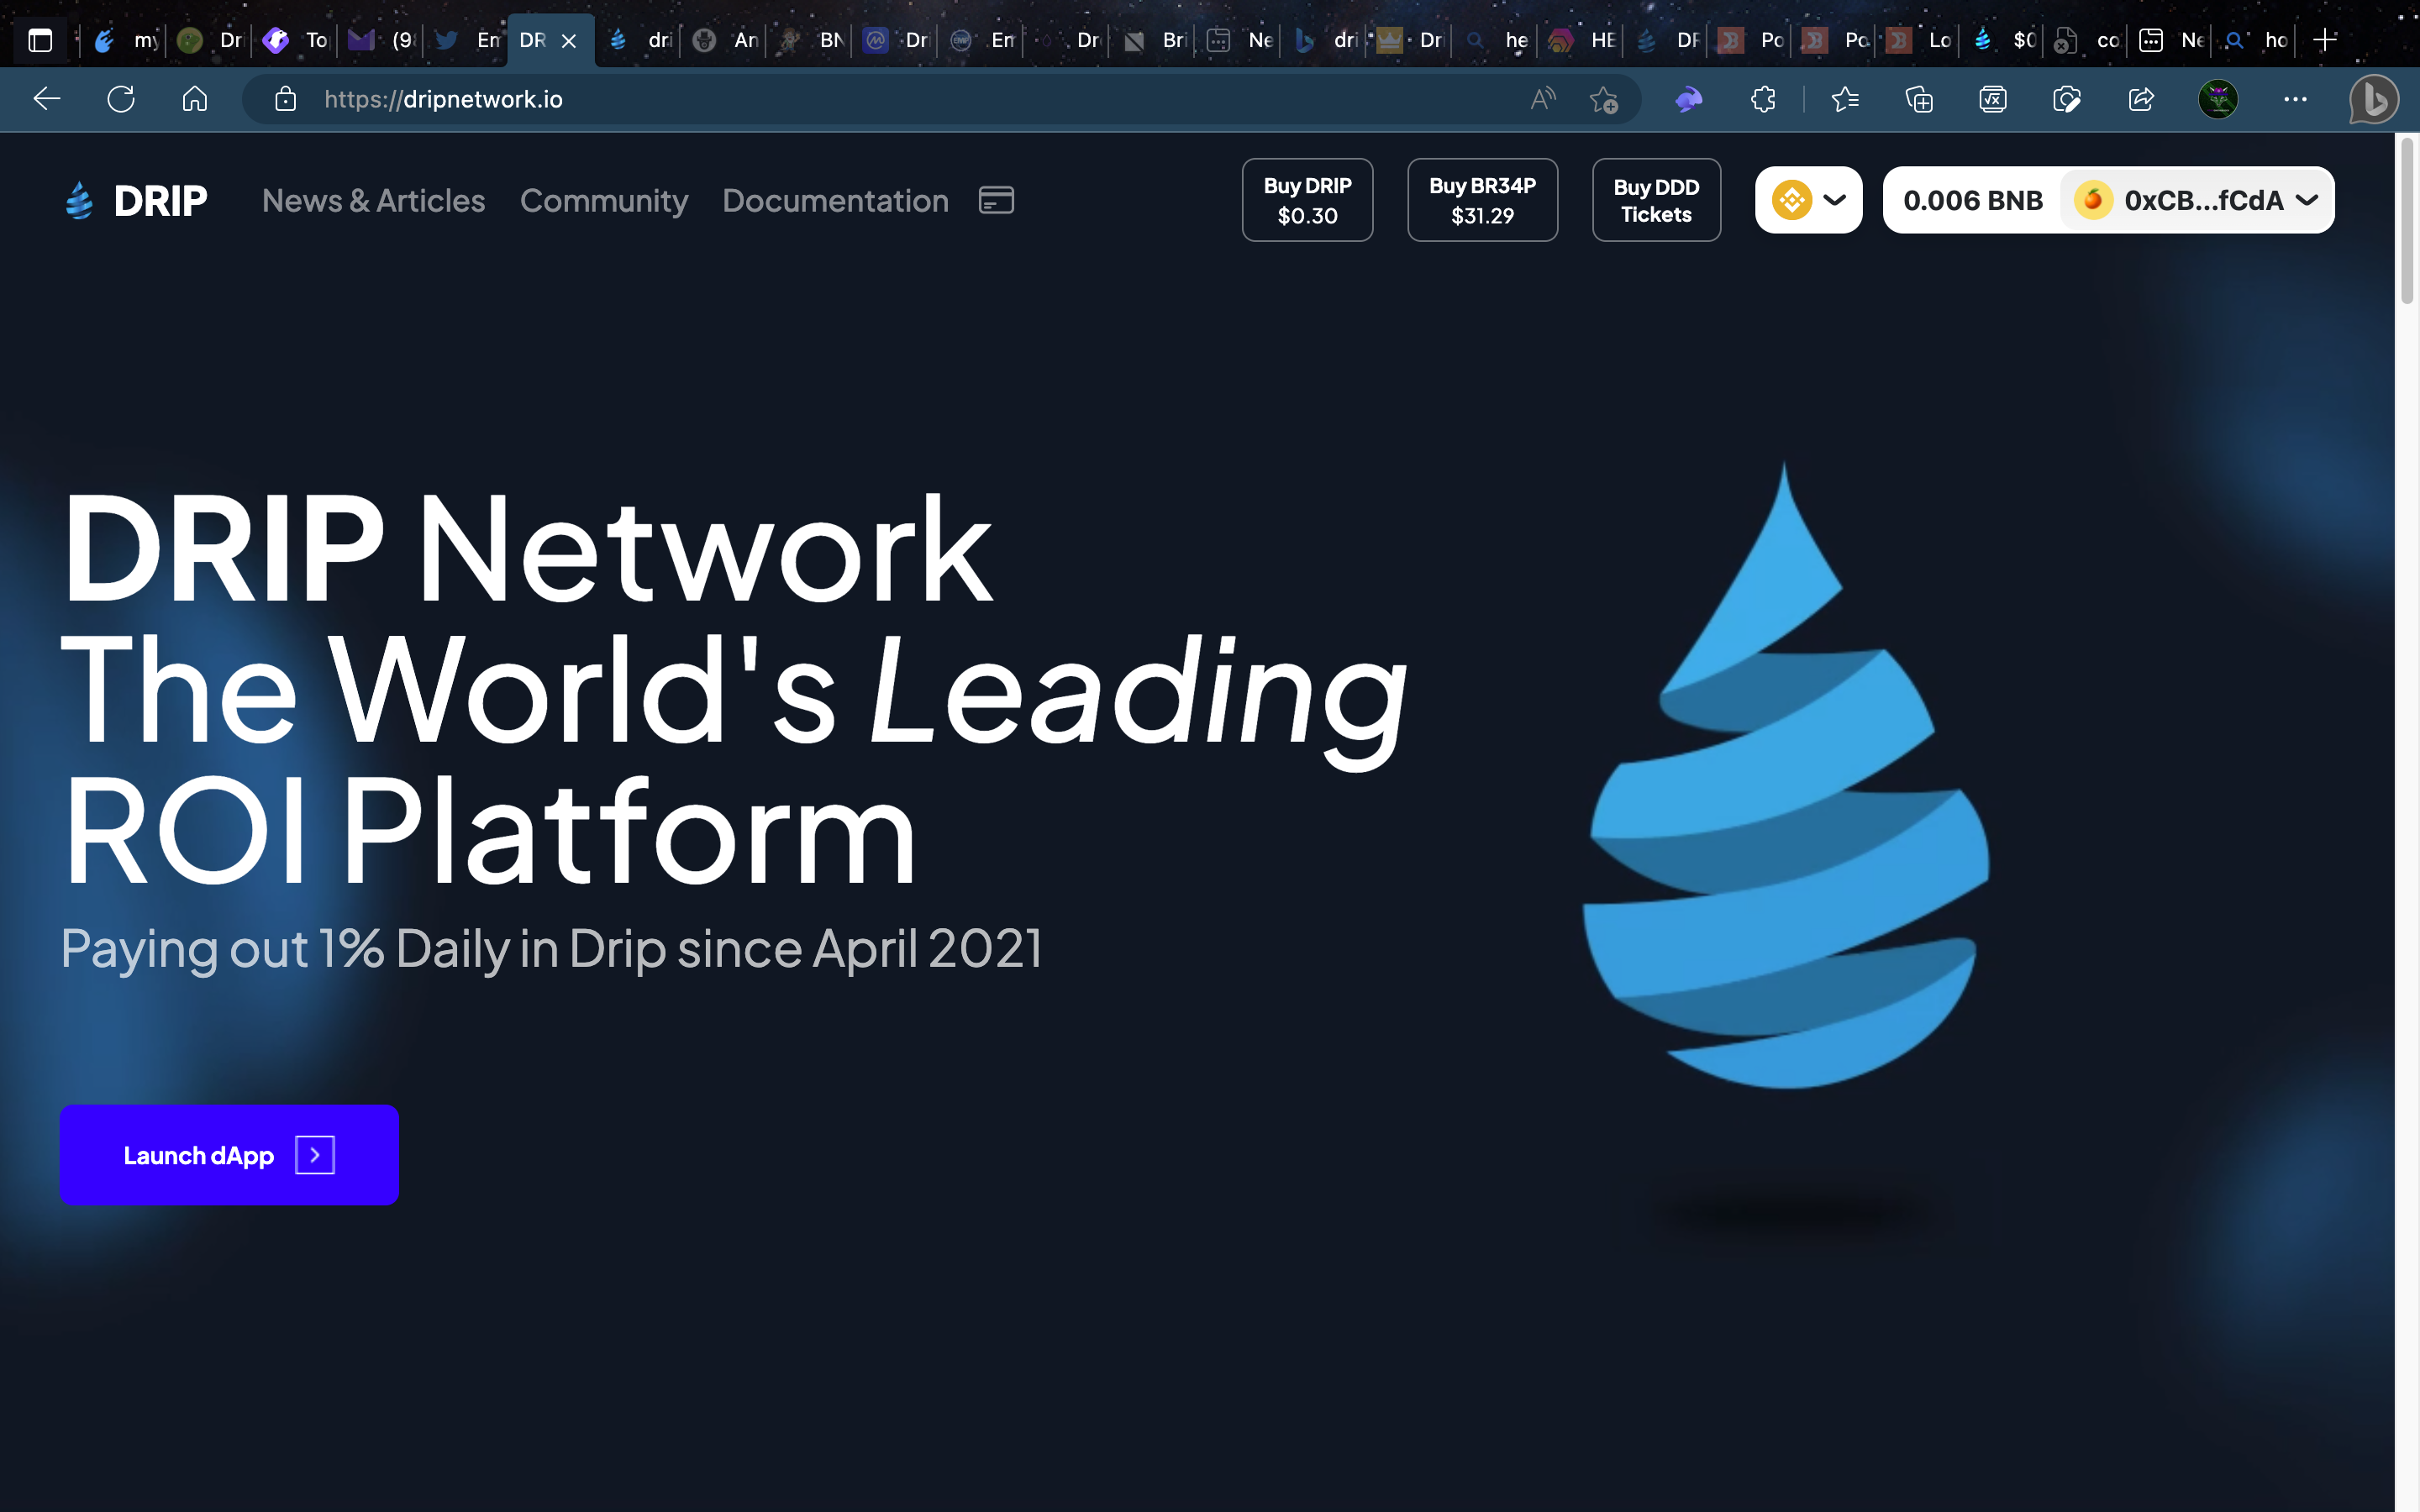 my Dr To (9 En DR dr An BN Dr Em Dr Bri Ne dri Dri he HE DF Po Po Lo $0 co Ne ho
https://dripnetwork.io
DRIP News & Articles Community Documentation
Buy DRIP
$0.30
Buy BR34P
$31.29
Buy DDD
Tickets
0.006 BNB 0xCB...fCdA
DRIP Network
The World's Leading
ROI Platform
Paying out 1% Daily in Drip since April 2021
Launch dApp